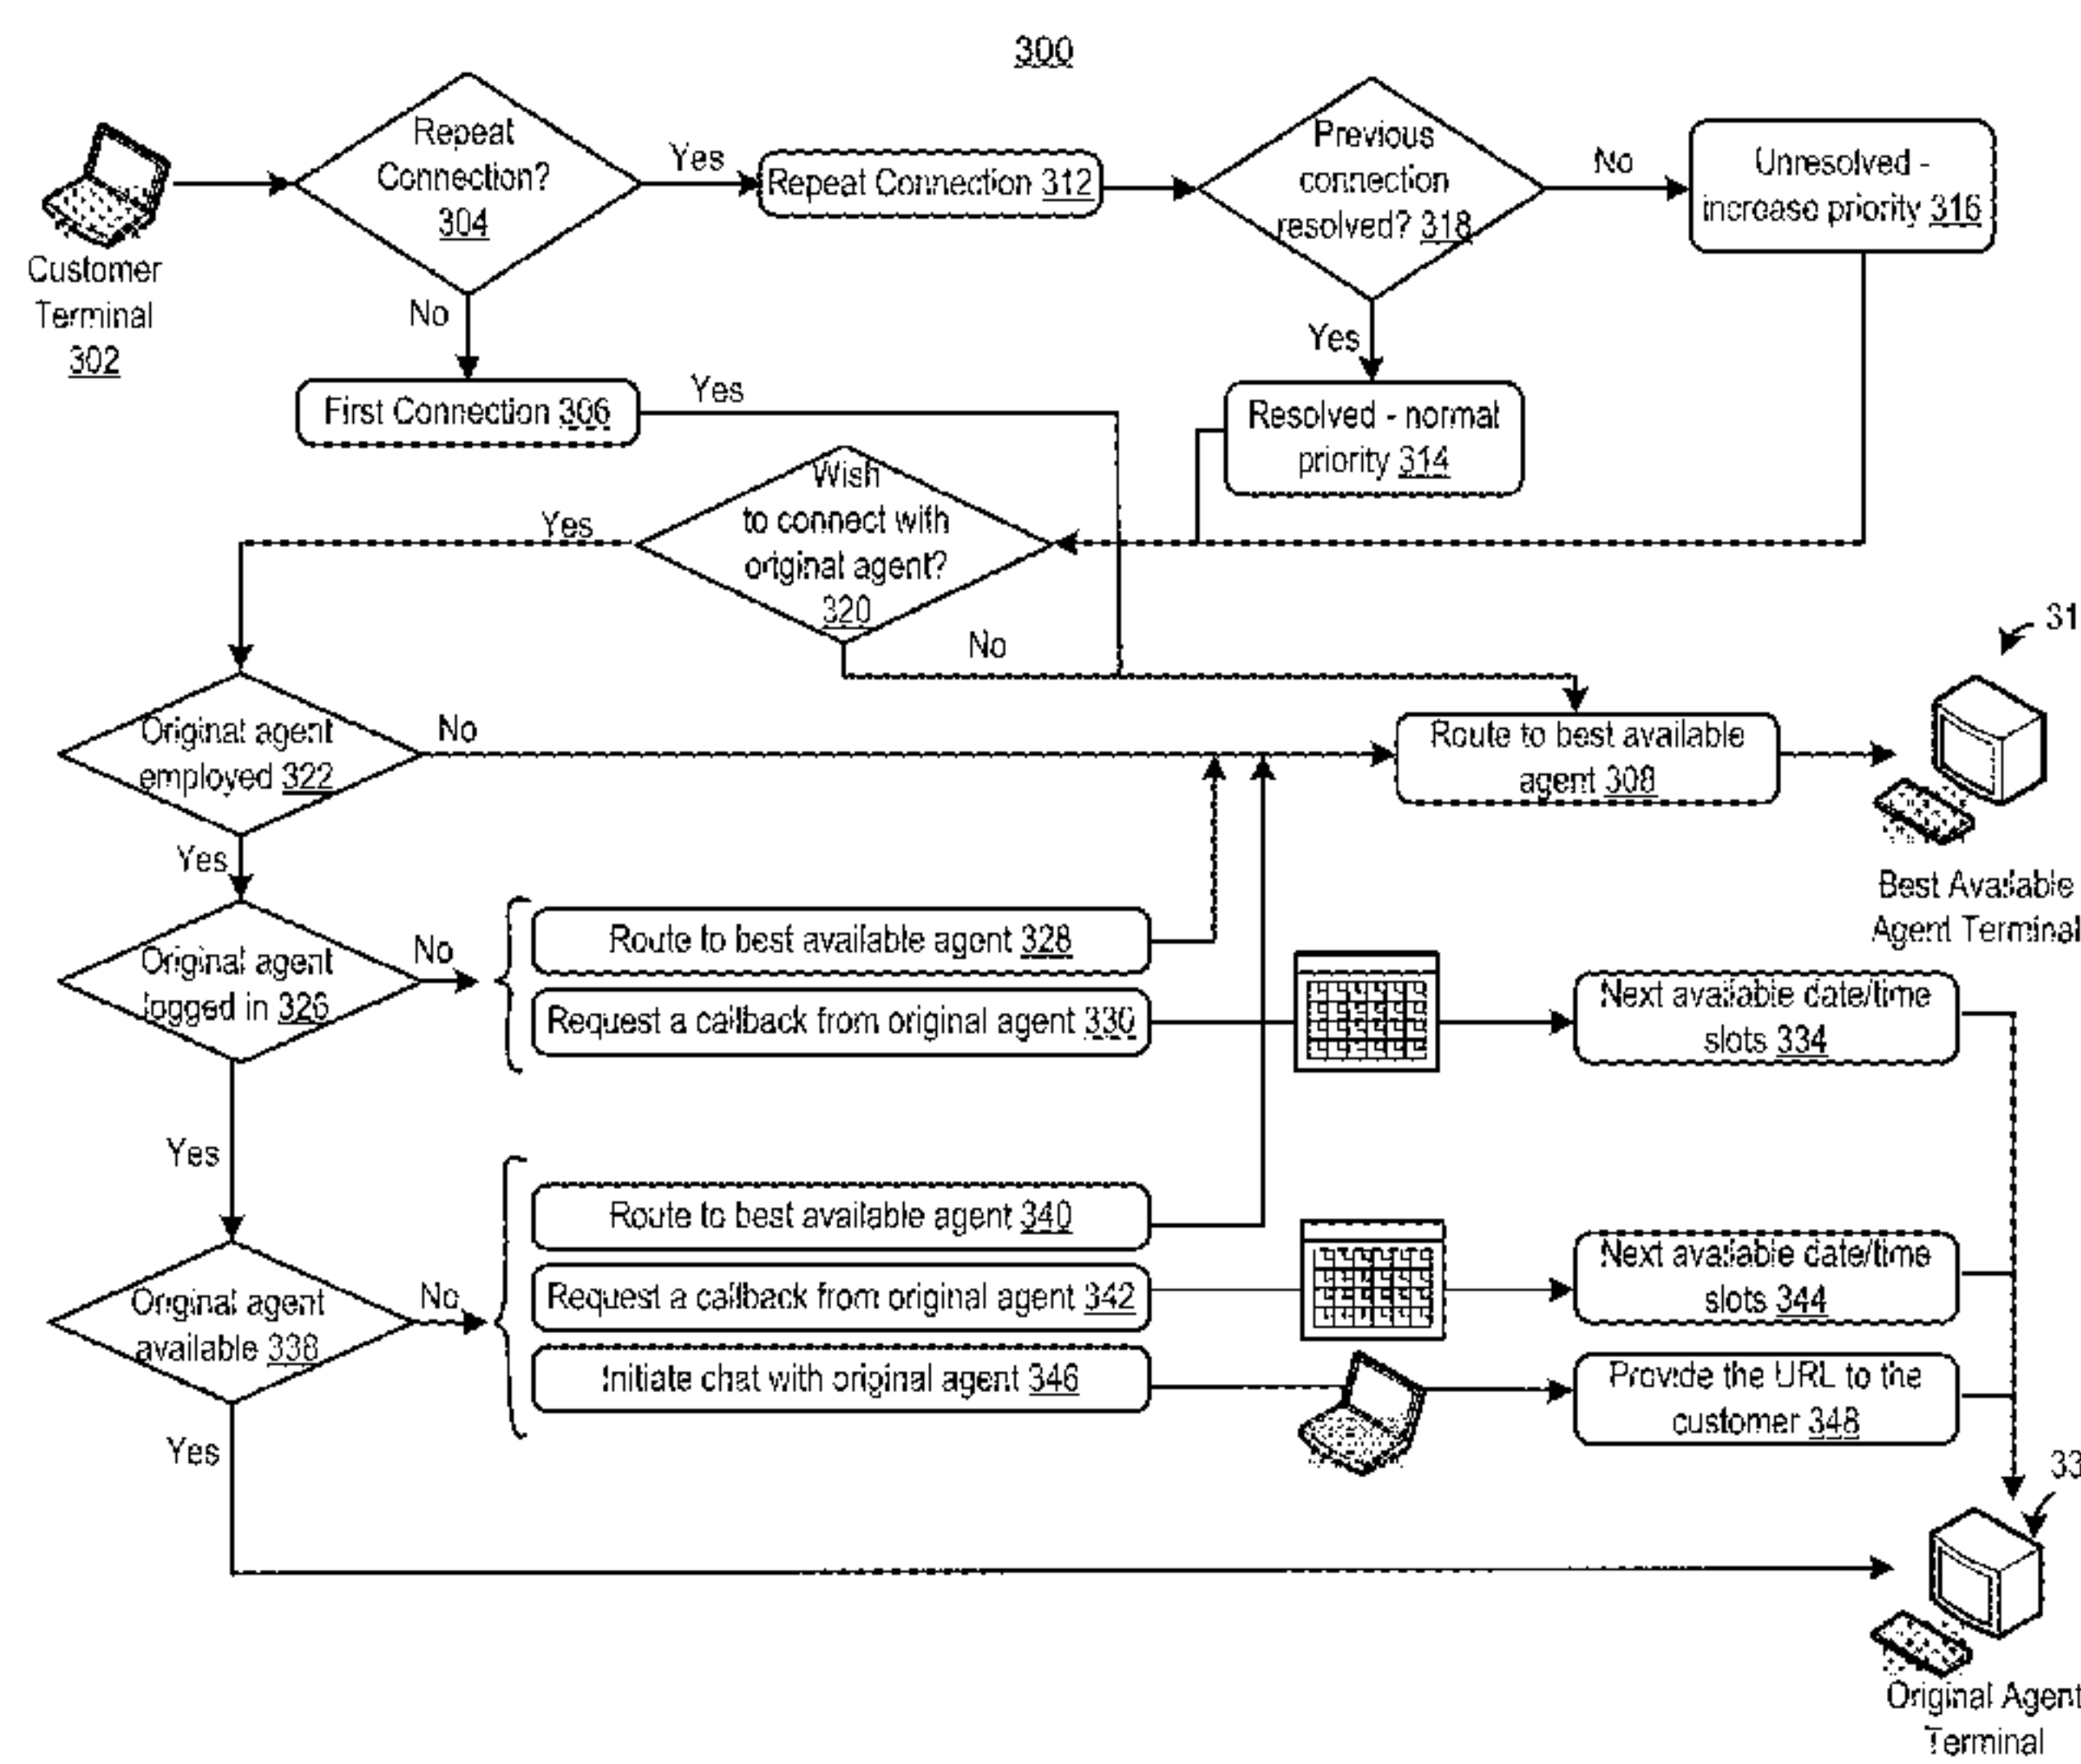 300
Repeat
Connection?
304
Yes
Repeat Connection 312
Previous
connection
resolved? 318
No
Unresolved -
increase priority 316
Customer
Terminal
302
No
Yes
First Connection 306
Yes
Resolved - normal
priority 314
Wish
to connect with
original agent?
320
Yes
No
31
Original agent
employed 322
No
Route to best available
agent 308
Yes
Best Available
Agent Terminal
Original agent
logged in 326
No
Route to best available agent 328
Request a callback from original agent 330
Next available date/time
slots 334
Yes
Route to best available agent 340
Original agent
available 338
No
Request a callback from original agent 342
Next available date/time
slots 344
Initiate chat with original agent 346
Provide the URL to the
customer 348
Yes
33
Original Agent
Terminal